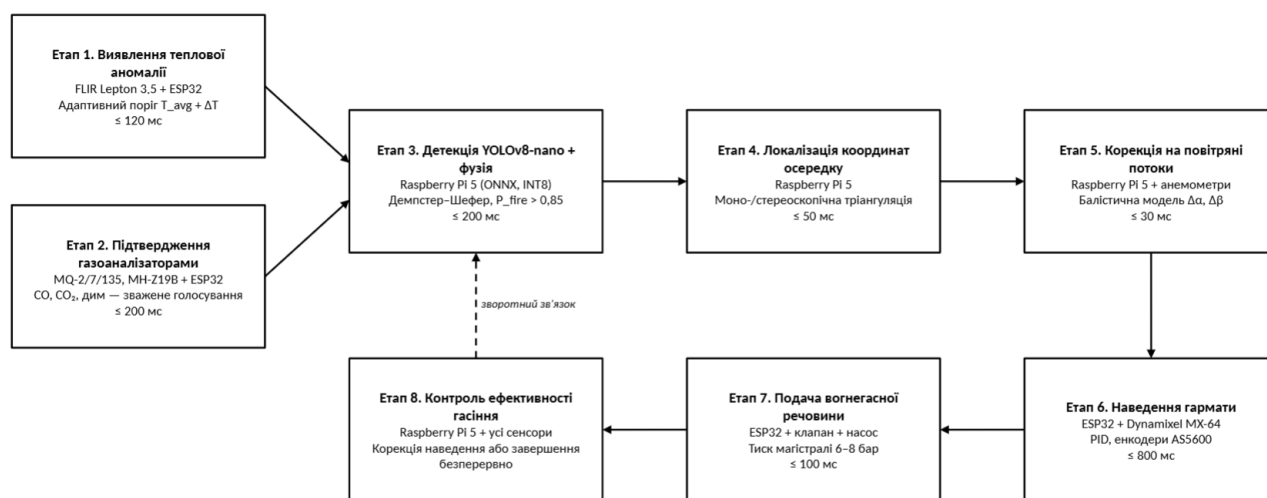 Етап 1. Виявлення теплової
аномалії
FLIR Lepton 3,5 + ESP32
Адаптивний поріг T_avg + ΔT
≤ 120 мс
Етап 2. Підтвердження
газоаналізаторами
MQ-2/7/135, MH-Z19B + ESP32
CO, CO₂, дим — зважене голосування
≤ 200 мс
Етап 3. Детекція YOLOv8-nano +
фузія
Raspberry Pi 5 (ONNX, INT8)
Демпстер–Шефер, P_fire > 0,85
≤ 200 мс
Етап 4. Локалізація координат
осередку
Raspberry Pi 5
Моно-/стереоскопічна тріангуляція
≤ 50 мс
Етап 5. Корекція на повітряні
потоки
Raspberry Pi 5 + анемометри
Балістична модель Δα, Δβ
≤ 30 мс
Етап 6. Наведення гармати
ESP32 + Dynamixel MX-64
PID, енкодери AS5600
≤ 800 мс
Етап 7. Подача вогнегасної
речовини
ESP32 + клапан + насос
Тиск магістралі 6–8 бар
≤ 100 мс
Етап 8. Контроль ефективності
гасіння
Raspberry Pi 5 + усі сенсори
Корекція наведення або завершення
безперервно
зворотний зв'язок